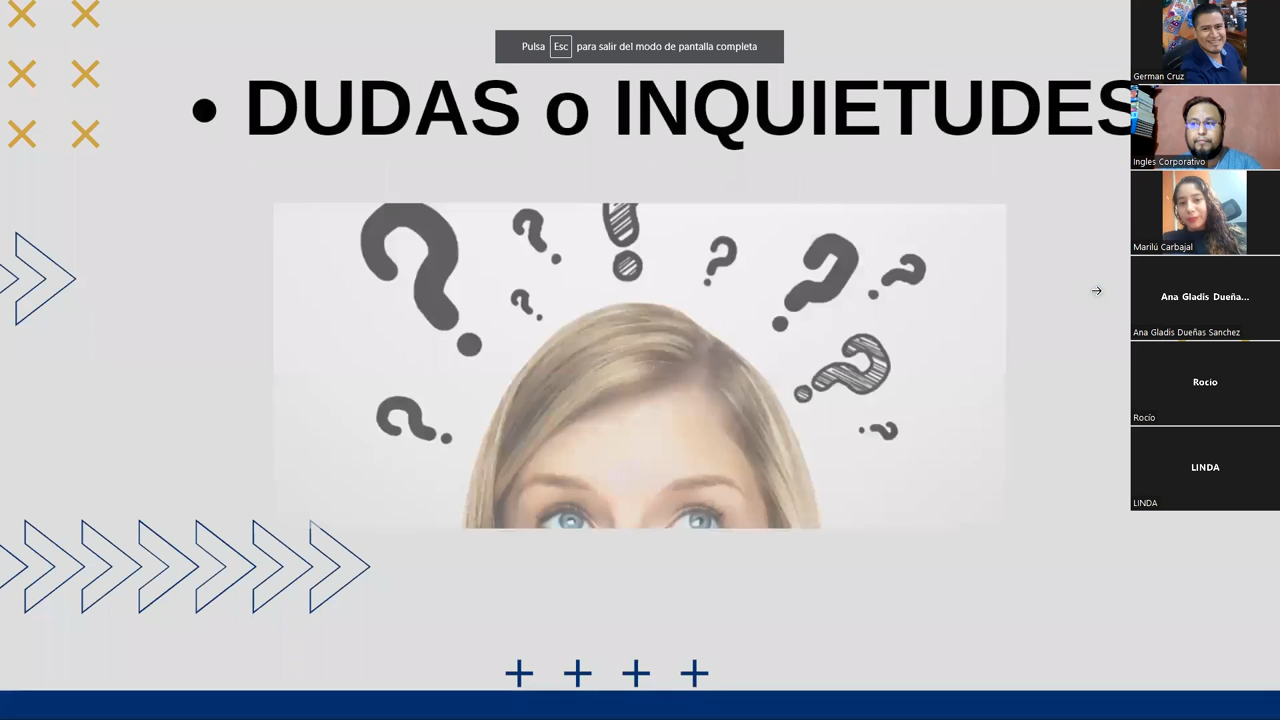 Pulsa Esc para salir del modo de pantalla completa
• DUDAS o INQUIETUDES
German Cruz
Ingles Corporativo
Marilú Carbajal
Ana Gladis Dueña...
Ana Gladis Dueñas Sanchez
Rocio
Rocío
LINDA
LINDA